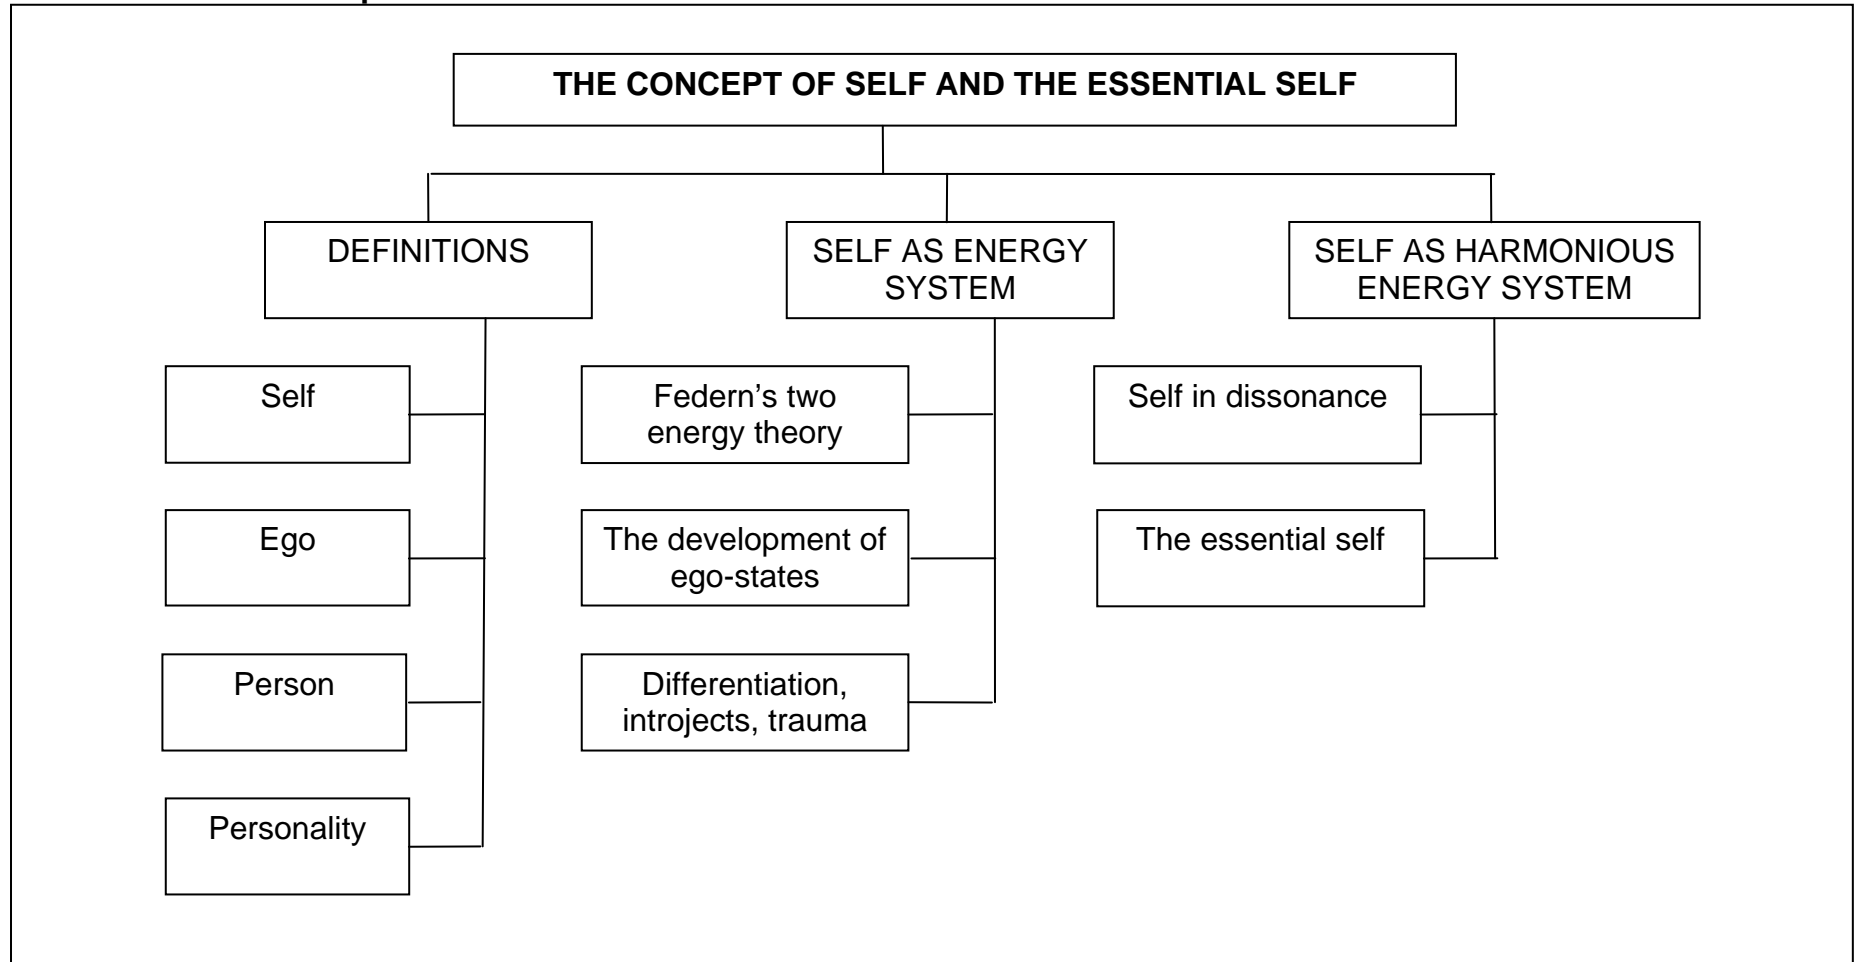 THE CONCEPT OF SELF AND THE ESSENTIAL SELF
DEFINITIONS
Self
Ego
Person
Personality
SELF AS ENERGY
SYSTEM
Federn’s two
energy theory
The development of
ego-states
Differentiation,
introjects, trauma
SELF AS HARMONIOUS
ENERGY SYSTEM
Self in dissonance
The essential self